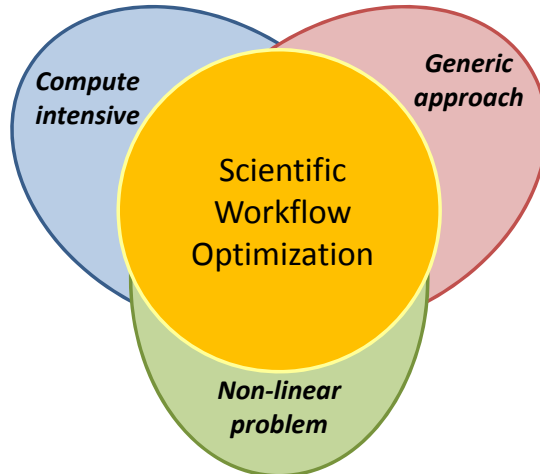 Compute
intensive
Generic
approach
Scientific
Workflow
Optimization
Non-linear
problem